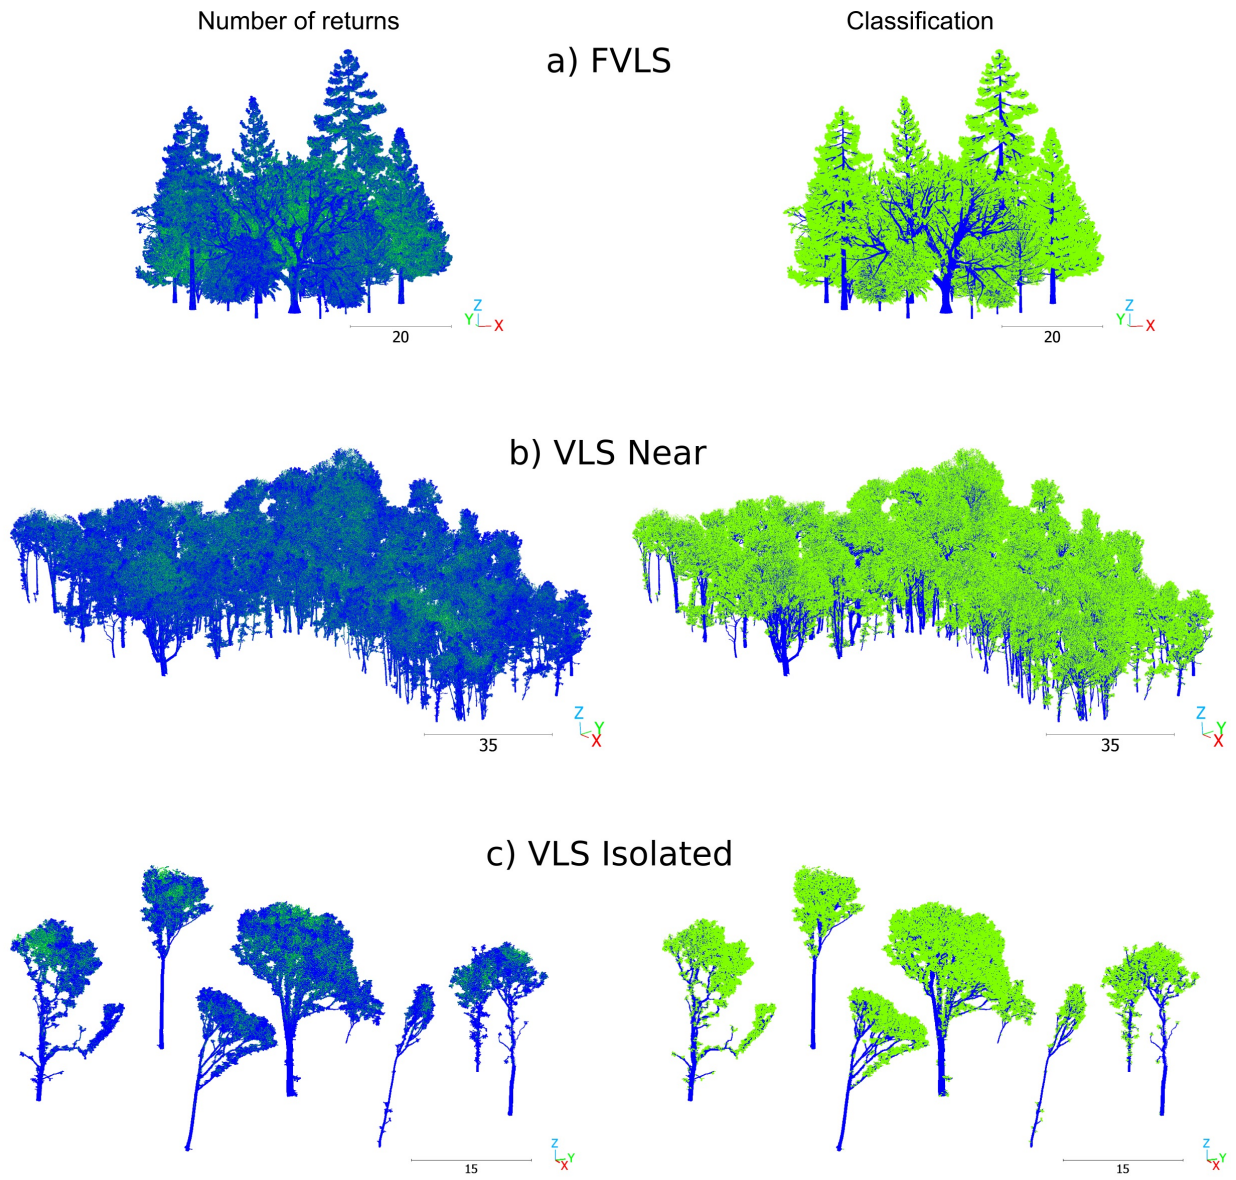 Number of returns
Classification
a) FVLS
Z
Y X
20
Z
Y X
20
b) VLS Near
Z
Y
X
35
Z
Y
X
35
c) VLS Isolated
Z
Y
X
15
Z
Y
X
15